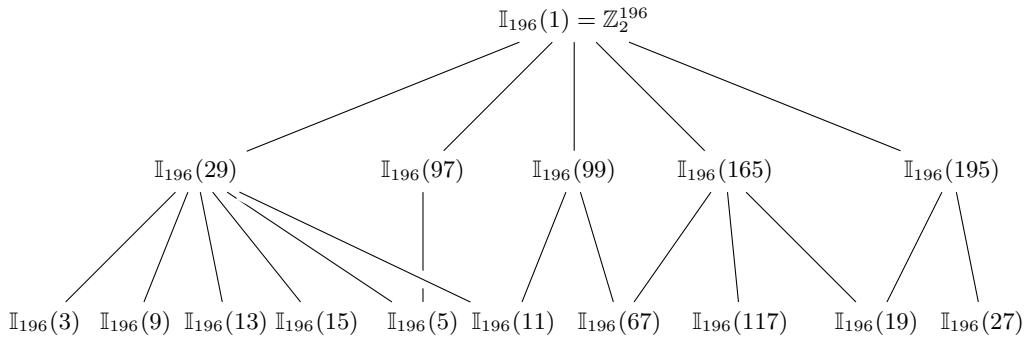 𝕀₁₉₆(1) = ℤ₂¹⁹⁶
𝕀₁₉₆(29) 𝕀₁₉₆(97) 𝕀₁₉₆(99) 𝕀₁₉₆(165) 𝕀₁₉₆(195)
𝕀₁₉₆(3) 𝕀₁₉₆(9) 𝕀₁₉₆(13) 𝕀₁₉₆(15) 𝕀₁₉₆(5) 𝕀₁₉₆(11) 𝕀₁₉₆(67) 𝕀₁₉₆(117) 𝕀₁₉₆(19) 𝕀₁₉₆(27)